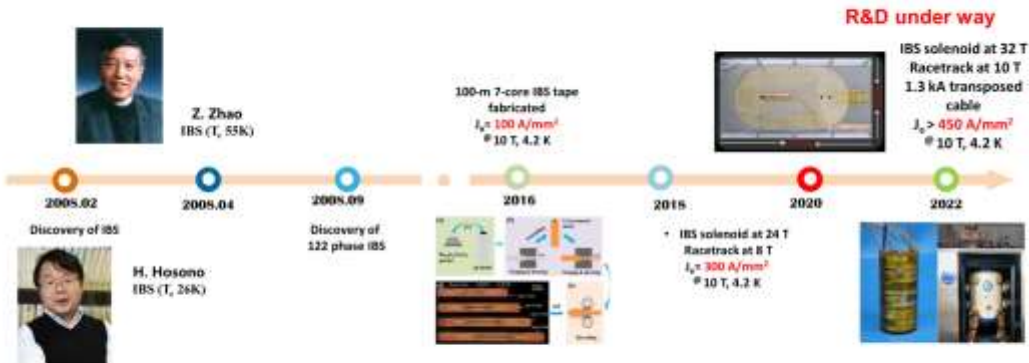 R&D under way
Z. Zhao
IBS (Tc 55K)
100-m 7-core IBS tape
fabricated
Je= 100 A/mm²
@ 10 T, 4.2 K
IBS solenoid at 32 T
Racetrack at 10 T
1.3 kA transposed
cable
Je > 450 A/mm²
@ 10 T, 4.2 K
2008.02
2008.04
2008.09
2016
2018
2020
2022
Discovery of IBS
Discovery of
122 phase IBS
• IBS solenoid at 24 T
Racetrack at 8 T
Je= 300 A/mm²
@ 10 T, 4.2 K
H. Hosono
IBS (Tc 26K)